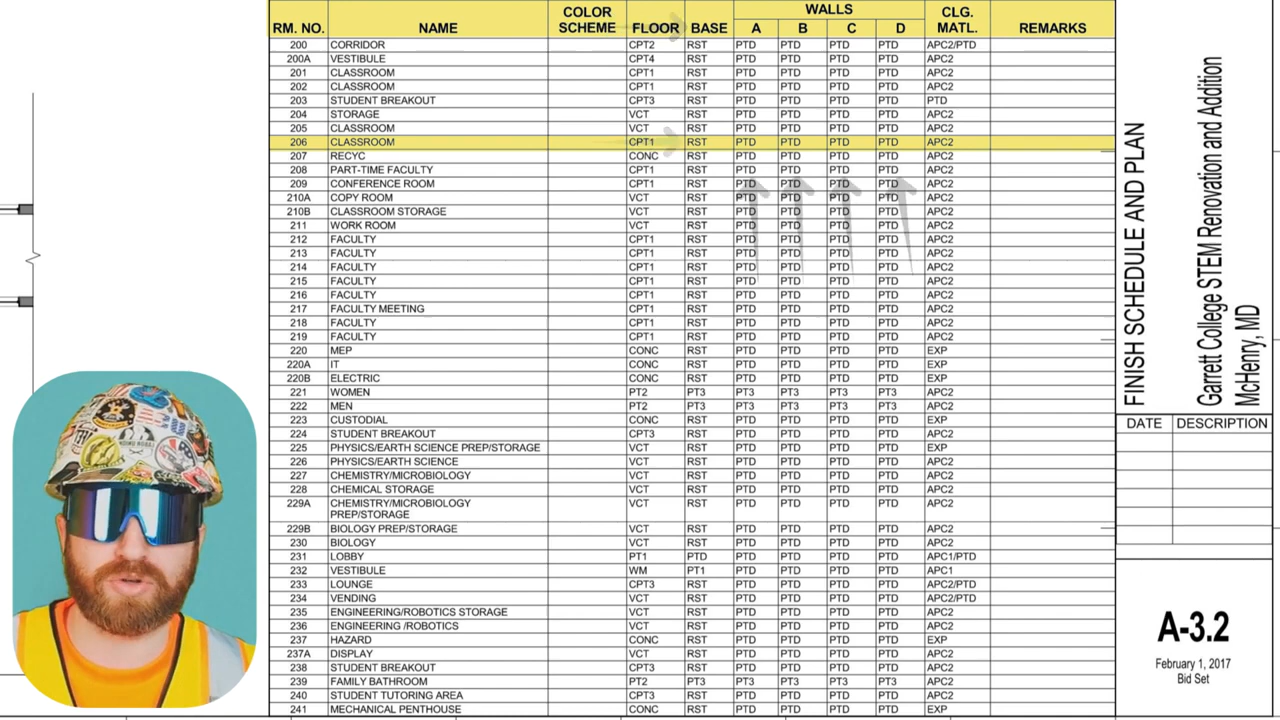 RM. NO. NAME COLOR SCHEME FLOOR BASE WALLS A B C D CLG. MATL. REMARKS
200 CORRIDOR CPT2 RST PTD PTD PTD PTD APC2/PTD
200A VESTIBULE CPT4 RST PTD PTD PTD PTD APC2
201 CLASSROOM CPT1 RST PTD PTD PTD PTD APC2
202 CLASSROOM CPT1 RST PTD PTD PTD PTD APC2
203 STUDENT BREAKOUT CPT3 RST PTD PTD PTD PTD PTD
204 STORAGE VCT RST PTD PTD PTD PTD APC2
205 CLASSROOM VCT RST PTD PTD PTD PTD APC2
206 CLASSROOM CPT1 RST PTD PTD PTD PTD APC2
207 RECYC CONC RST PTD PTD PTD PTD APC2
208 PART-TIME FACULTY CPT1 RST PTD PTD PTD PTD APC2
209 CONFERENCE ROOM CPT1 RST PTD PTD PTD PTD APC2
210A COPY ROOM VCT RST PTD PTD PTD PTD APC2
210B CLASSROOM STORAGE VCT RST PTD PTD PTD PTD APC2
211 WORK ROOM VCT RST PTD PTD PTD PTD APC2
212 FACULTY CPT1 RST PTD PTD PTD PTD APC2
213 FACULTY CPT1 RST PTD PTD PTD PTD APC2
214 FACULTY CPT1 RST PTD PTD PTD PTD APC2
215 FACULTY CPT1 RST PTD PTD PTD PTD APC2
216 FACULTY CPT1 RST PTD PTD PTD PTD APC2
217 FACULTY MEETING CPT1 RST PTD PTD PTD PTD APC2
218 FACULTY CPT1 RST PTD PTD PTD PTD APC2
219 FACULTY CPT1 RST PTD PTD PTD PTD APC2
220 MEP CONC RST PTD PTD PTD PTD EXP
220A IT CONC RST PTD PTD PTD PTD EXP
220B ELECTRIC CONC RST PTD PTD PTD PTD EXP
221 WOMEN PT2 PT3 PT3 PT3 PT3 PT3 APC2
222 MEN PT2 PT3 PT3 PT3 PT3 PT3 APC2
223 CUSTODIAL CONC RST PTD PTD PTD PTD EXP
224 STUDENT BREAKOUT CPT3 RST PTD PTD PTD PTD APC2
225 PHYSICS/EARTH SCIENCE PREP/STORAGE VCT RST PTD PTD PTD PTD EXP
226 PHYSICS/EARTH SCIENCE VCT RST PTD PTD PTD PTD APC2
227 CHEMISTRY/MICROBIOLOGY VCT RST PTD PTD PTD PTD APC2
228 CHEMICAL STORAGE VCT RST PTD PTD PTD PTD APC2
229A CHEMISTRY/MICROBIOLOGY VCT RST PTD PTD PTD PTD APC2
PREP/STORAGE
229B BIOLOGY PREP/STORAGE VCT RST PTD PTD PTD PTD APC2
230 BIOLOGY VCT RST PTD PTD PTD PTD APC2
231 LOBBY PT1 PTD PTD PTD PTD PTD APC1/PTD
232 VESTIBULE WM PT1 PTD PTD PTD PTD APC1
233 LOUNGE CPT3 RST PTD PTD PTD PTD APC2/PTD
234 VENDING VCT RST PTD PTD PTD PTD APC2/PTD
235 ENGINEERING/ROBOTICS STORAGE VCT RST PTD PTD PTD PTD APC2
236 ENGINEERING /ROBOTICS VCT RST PTD PTD PTD PTD APC2
237 HAZARD CONC RST PTD PTD PTD PTD EXP
237A DISPLAY VCT RST PTD PTD PTD PTD APC2
238 STUDENT BREAKOUT CPT3 RST PTD PTD PTD PTD APC2
239 FAMILY BATHROOM PT2 PT3 PT3 PT3 PT3 PT3 APC2
240 STUDENT TUTORING AREA CPT3 RST PTD PTD PTD PTD APC2
241 MECHANICAL PENTHOUSE CONC RST PTD PTD PTD PTD EXP
FINISH SCHEDULE AND PLAN
Garrett College STEM Renovation and Addition
McHenry, MD
DATE DESCRIPTION
A-3.2
February 1, 2017
Bid Set